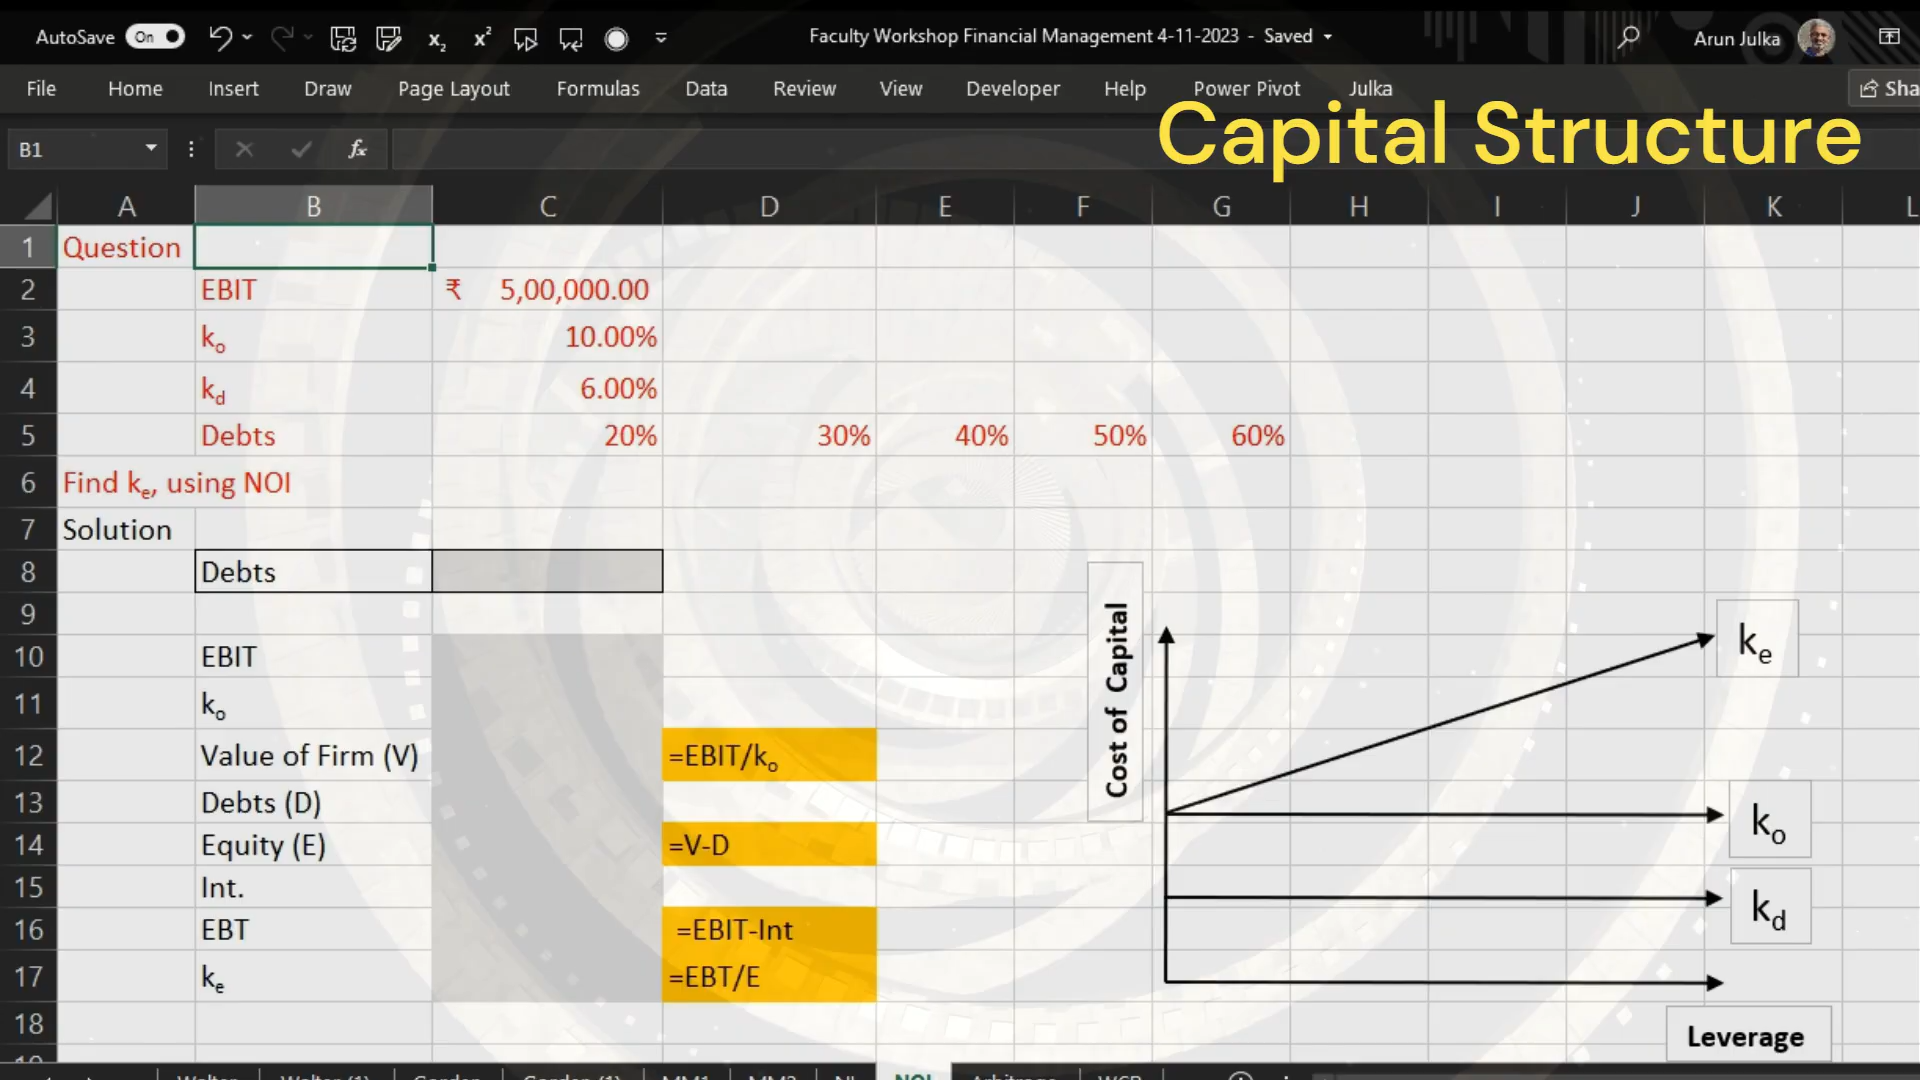 AutoSave On Faculty Workshop Financial Management 4-11-2023 - Saved Arun Julka
File Home Insert Draw Page Layout Formulas Data Review View Developer Help Power Pivot Julka
Capital Structure
B1 fx
A B C D E F G H I J K L
1 Question
2 EBIT ₹ 5,00,000.00
3 ko 10.00%
4 kd 6.00%
5 Debts 20% 30% 40% 50% 60%
6 Find ke, using NOI
7 Solution
8 Debts
9
10 EBIT
11 ko
12 Value of Firm (V) =EBIT/ko
13 Debts (D)
14 Equity (E) =V-D
15 Int.
16 EBT =EBIT-Int
17 ke =EBT/E
18
Cost of Capital
ke
ko
kd
Leverage